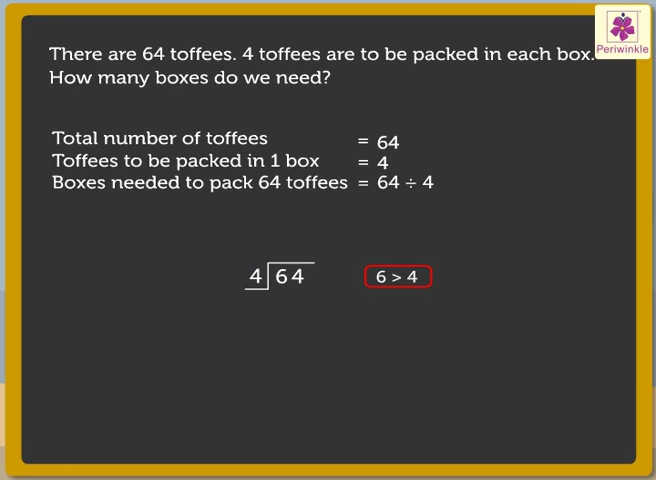 Periwinkle
There are 64 toffees. 4 toffees are to be packed in each box.
How many boxes do we need?
Total number of toffees = 64
Toffees to be packed in 1 box = 4
Boxes needed to pack 64 toffees = 64 ÷ 4
4 64 6 > 4